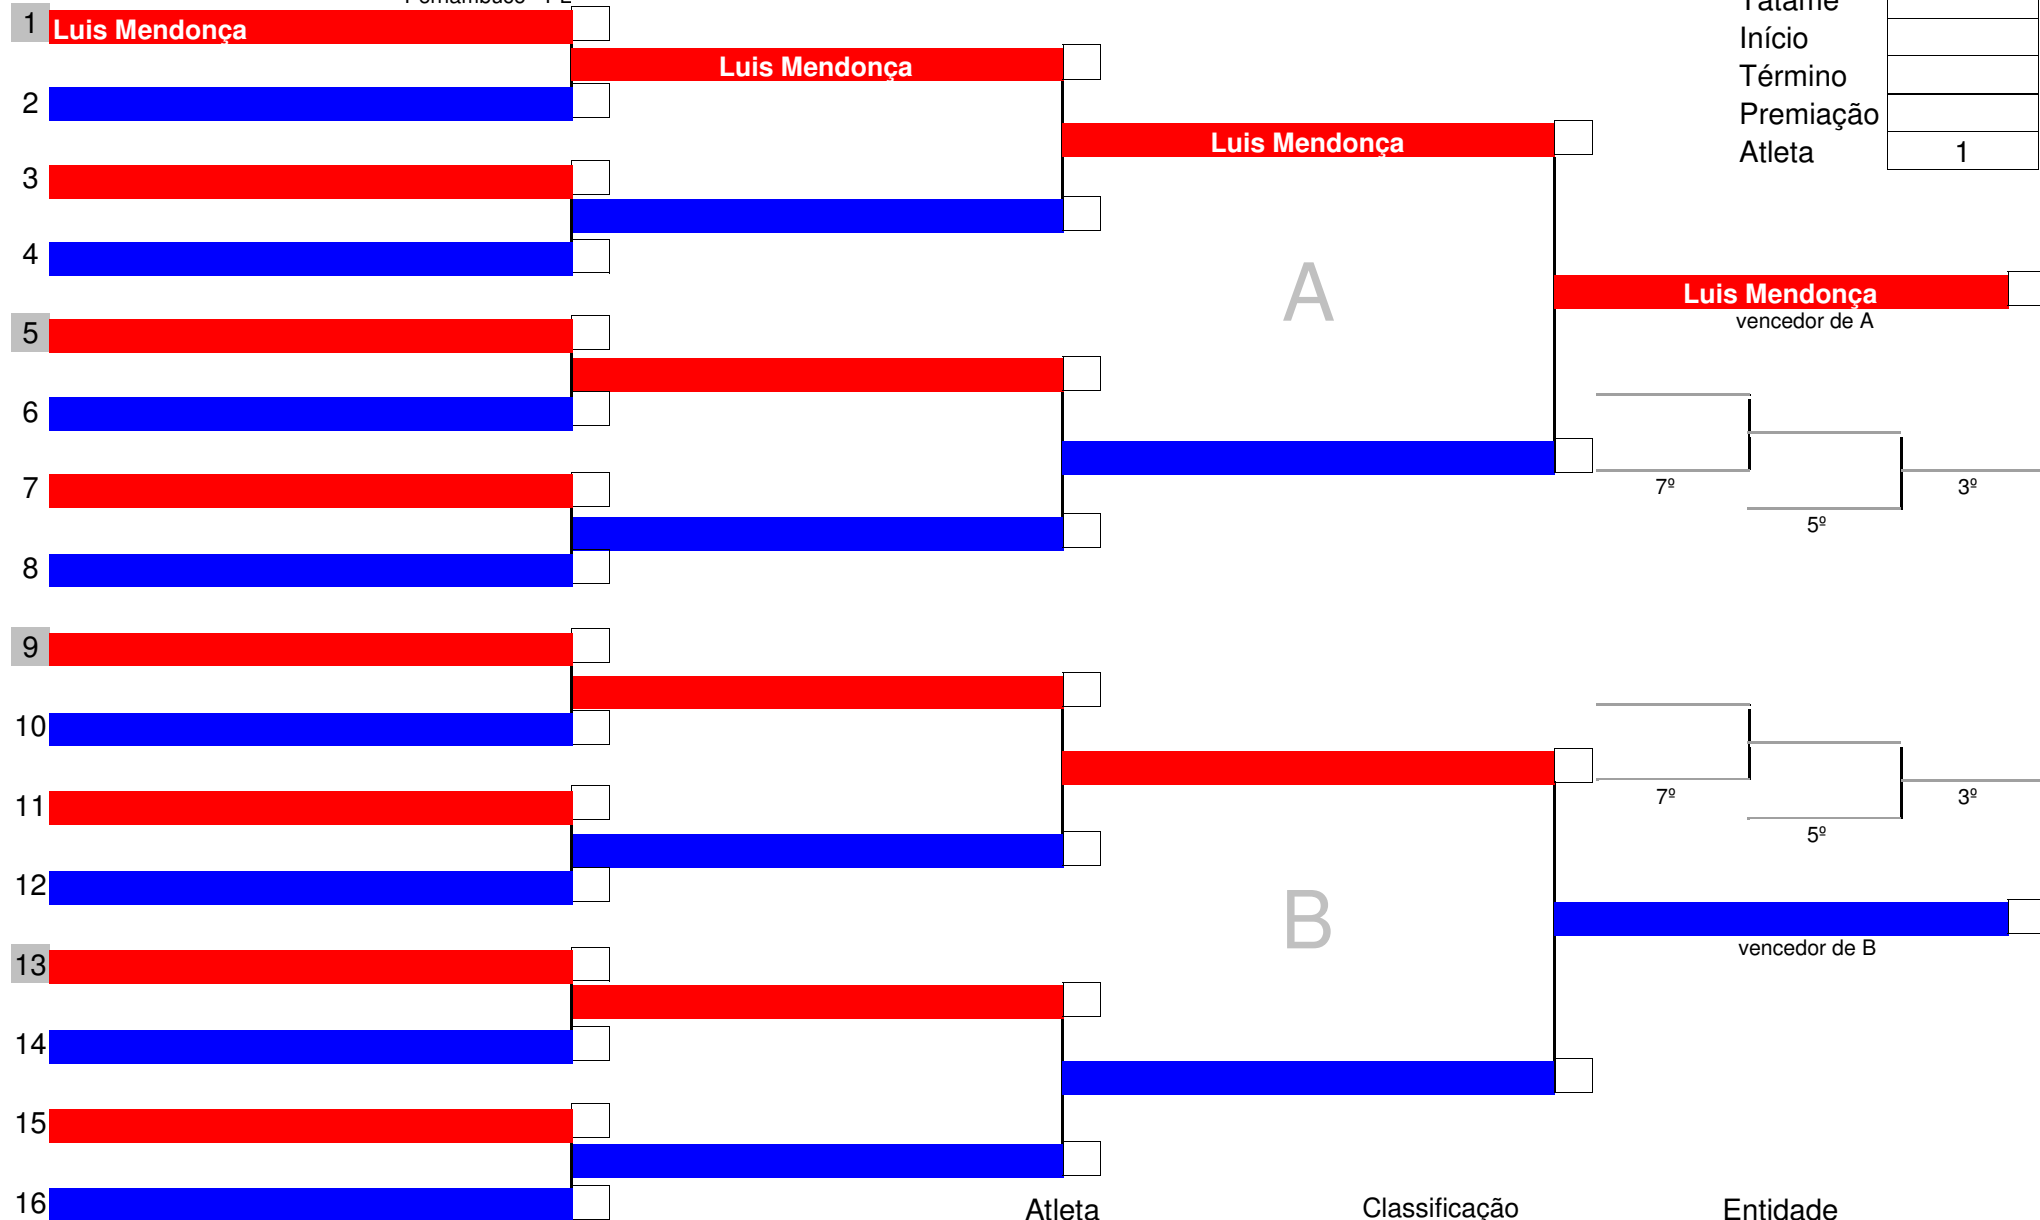 1 Luis Mendonça
Luis Mendonça
2
Luis Mendonça
3
4
Início
Término
Premiação
Atleta 1
A
Luis Mendonça
vencedor de A
5
6
7
8
7º
3º
5º
9
10
11
12
7º
3º
5º
B
vencedor de B
13
14
15
16
Atleta Classificação Entidade